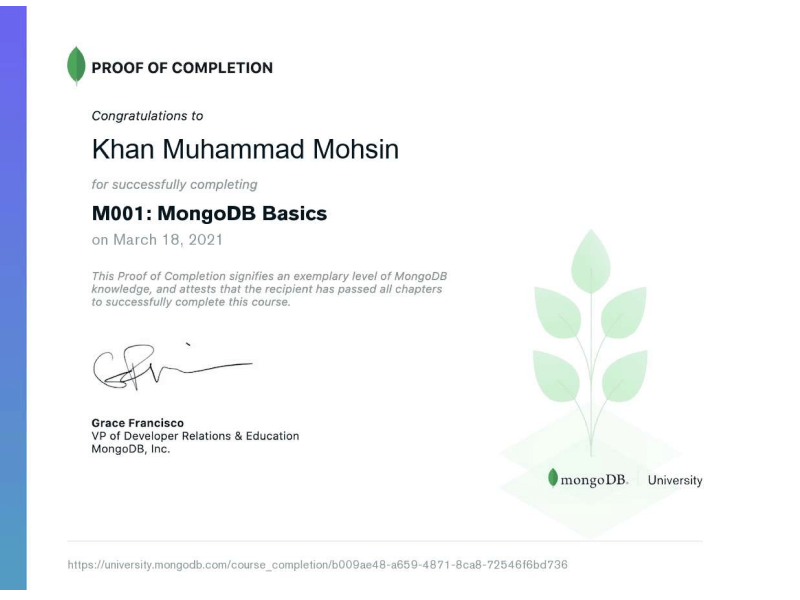 PROOF OF COMPLETION
Congratulations to
Khan Muhammad Mohsin
for successfully completing
M001: MongoDB Basics
on March 18, 2021
This Proof of Completion signifies an exemplary level of MongoDB
knowledge, and attests that the recipient has passed all chapters
to successfully complete this course.
Grace Francisco
VP of Developer Relations & Education
MongoDB, Inc.
mongoDB. University
https://university.mongodb.com/course_completion/b009ae48-a659-4871-8ca8-72546f6bd736